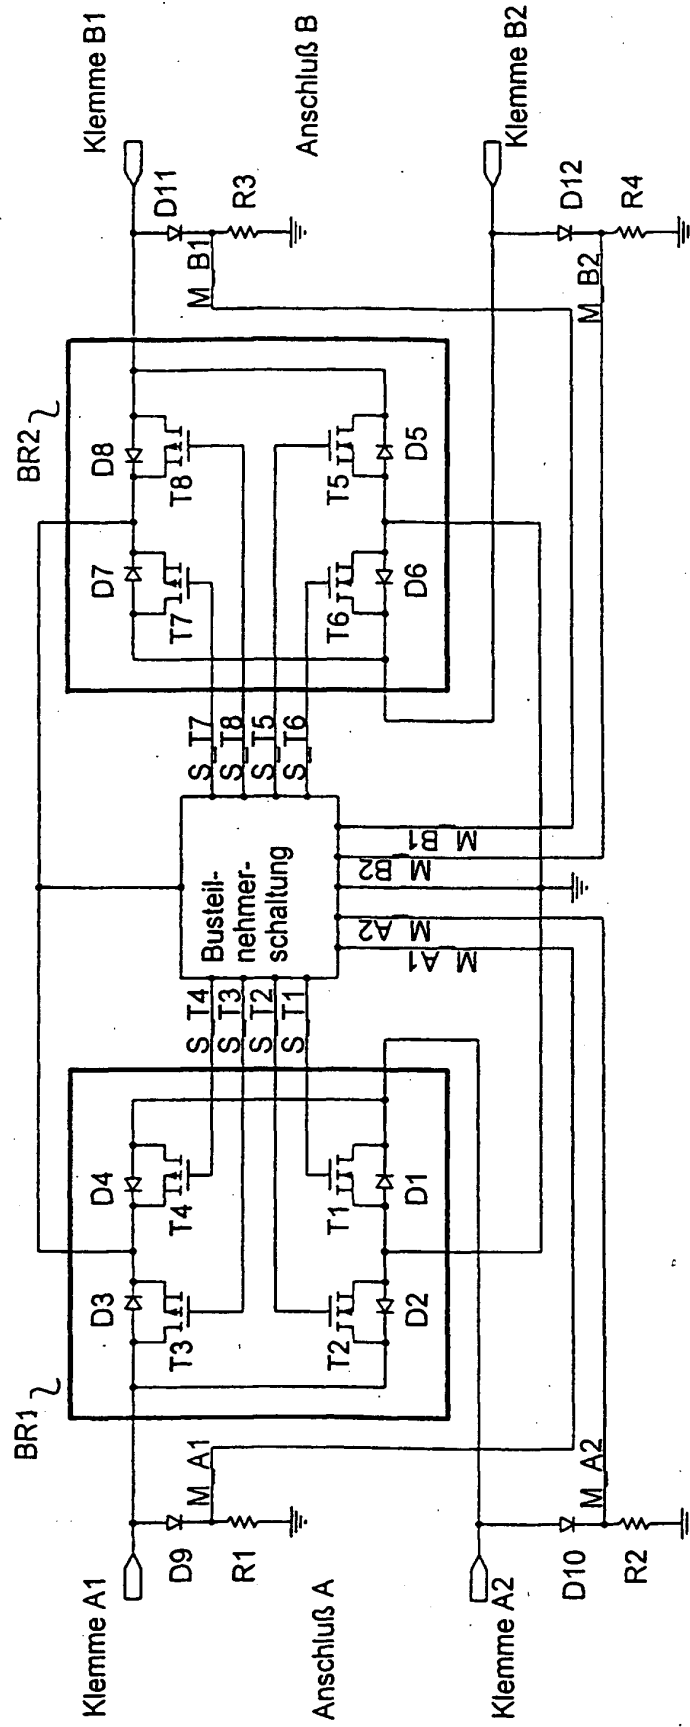 Klemme A1
Anschluß A
Klemme A2
D9
R1
M_A1
D10
R2
M_A2
BR1
D3
T3
D4
T4
T2
D2
T1
D1
S_T4
S_T3
S_T2
S_T1
Busteil-
nehmer-
schaltung
M_A1
M_A2
M_B2
M_B1
S_T7
S_T8
S_T5
S_T6
BR2
D7
T7
D8
T8
T6
D6
T5
D5
Klemme B1
Anschluß B
Klemme B2
D11
R3
M_B1
D12
R4
M_B2